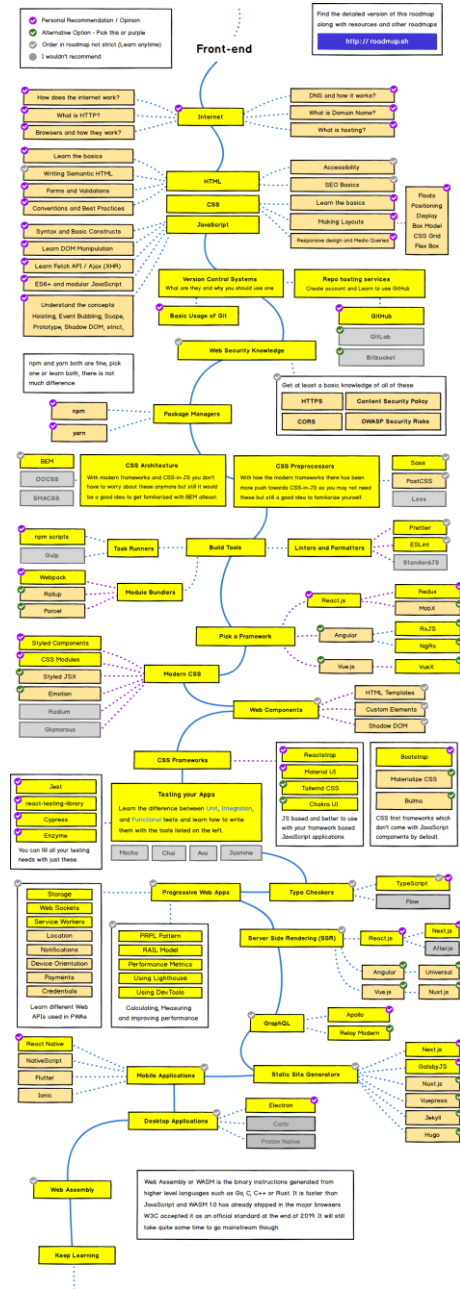 Personal Recommendation / Opinion
Alternative Option - Pick this or purple
Order in roadmap not strict (Learn anytime)
I wouldn't recommend
Find the detailed version of this roadmap
along with resources and other roadmaps
http://roadmap.sh
Front-end
How does the internet work?
What is HTTP?
Browsers and how they work?
Internet
DNS and how it works?
What is Domain Name?
What is hosting?
Learn the basics
Writing Semantic HTML
Forms and Validations
Conventions and Best Practices
HTML
CSS
JavaScript
Accessibility
SEO Basics
Learn the basics
Making Layouts
Responsive design and Media Queries
Floats
Positioning
Display
Box Model
CSS Grid
Flex Box
Syntax and Basic Constructs
Learn DOM Manipulation
Learn Fetch API / Ajax (XHR)
ES6+ and modular JavaScript
Understand the concepts
Hoisting, Event Bubbling, Scope,
Prototype, Shadow DOM, strict,
Version Control Systems
What are they and why you should use one
Repo hosting services
Create account and Learn to use GitHub
Basic Usage of Git
GitHub
GitLab
Bitbucket
Web Security Knowledge
npm and yarn both are fine, pick
one or learn both, there is not
much difference
Get at least a basic knowledge of all of these
HTTPS
Content Security Policy
CORS
OWASP Security Risks
npm
yarn
Package Managers
BEM
OOCSS
SMACSS
CSS Architecture
With modern frameworks and CSS-in-JS you don't
have to worry about these anymore but still it would
be a good idea to get familiarized with BEM atleast.
CSS Preprocessors
With how the modern frameworks there has been
more push towards CSS-in-JS so you may not need
these but still a good idea to familiarize yourself
Sass
PostCSS
Less
npm scripts
Gulp
Task Runners
Build Tools
Linters and Formatters
Prettier
ESLint
StandardJS
Webpack
Rollup
Parcel
Module Bundlers
Pick a Framework
React.js
Redux
MobX
Angular
RxJS
NgRx
Vue.js
VueX
Styled Components
CSS Modules
Styled JSX
Emotion
Radium
Glamorous
Modern CSS
Web Components
HTML Templates
Custom Elements
Shadow DOM
CSS Frameworks
Reactstrap
Material UI
Tailwind CSS
Chakra UI
JS based and better to
use with your framework based
JavaScript applications.
Bootstrap
Materialize CSS
Bulma
CSS first frameworks which
don't come with JavaScript
components by default.
Jest
react-testing-library
Cypress
Enzyme
You can fill all your testing
needs with just these.
Testing your Apps
Learn the difference between Unit, Integration,
and Functional tests and learn how to write
them with the tools listed on the left.
Mocha
Chai
Ava
Jasmine
Storage
Web Sockets
Service Workers
Location
Notifications
Device Orientation
Payments
Credentials
Learn different Web
APIs used in PWAs
Progressive Web Apps
PRPL Pattern
RAIL Model
Performance Metrics
Using Lighthouse
Using DevTools
Calculating, Measuring
and improving performance
Type Checkers
TypeScript
Flow
Server Side Rendering (SSR)
React.js
Next.js
Afterjs
Angular
Universal
Vue.js
Nuxt.js
GraphQL
Apollo
Relay Modern
React Native
NativeScript
Flutter
Ionic
Mobile Applications
Static Site Generators
Next.js
GatsbyJS
Nuxt.js
Vuepress
Jekyll
Hugo
Desktop Applications
Electron
Carlo
Proton Native
Web Assembly
Web Assembly or WASM is the binary instructions generated from
higher level languages such as Go, C, C++ or Rust. It is faster than
JavaScript and WASM 1.0 has already shipped in the major browsers
W3C accepted it as an official standard at the end of 2019. It will still
take quite some time to go mainstream though.
Keep Learning